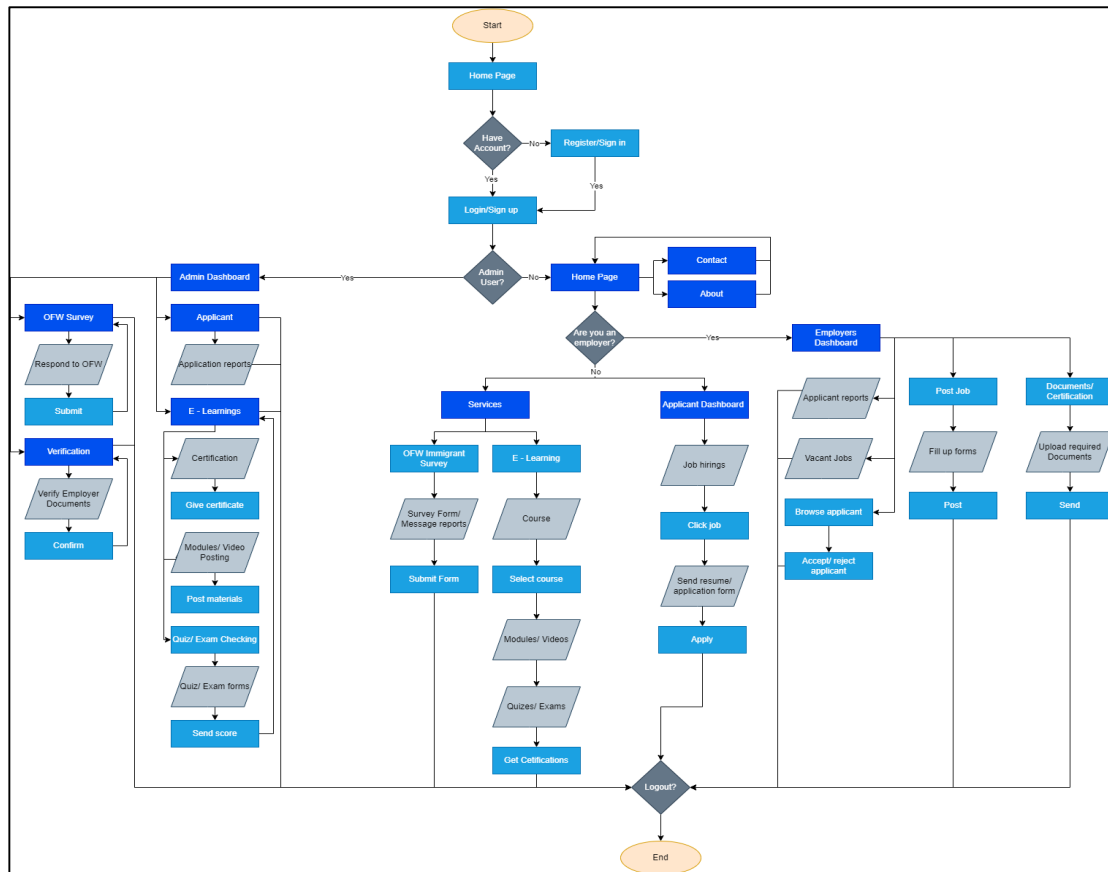 Start
Home Page
Have
Account?
No
Register/Sign in
Yes
Yes
Login/Sign up
Admin
User?
Yes
No
Admin Dashboard
Home Page
Contact
About
OFW Survey
Respond to OFW
Submit
Verification
Verify Employer
Documents
Confirm
Applicant
Application reports
E - Learnings
Certification
Give certificate
Modules/ Video
Posting
Post materials
Quiz/ Exam Checking
Quiz/ Exam forms
Send score
Are you an
employer?
Yes
No
Services
OFW Immigrant
Survey
Survey Form/
Message reports
Submit Form
E - Learning
Course
Select course
Modules/ Videos
Quizes/ Exams
Get Cetifications
Applicant Dashboard
Job hirings
Click job
Send resume/
application form
Apply
Employers
Dashboard
Applicant reports
Vacant Jobs
Browse applicant
Accept/ reject
applicant
Post Job
Fill up forms
Post
Documents/
Certification
Upload required
Documents
Send
Logout?
End